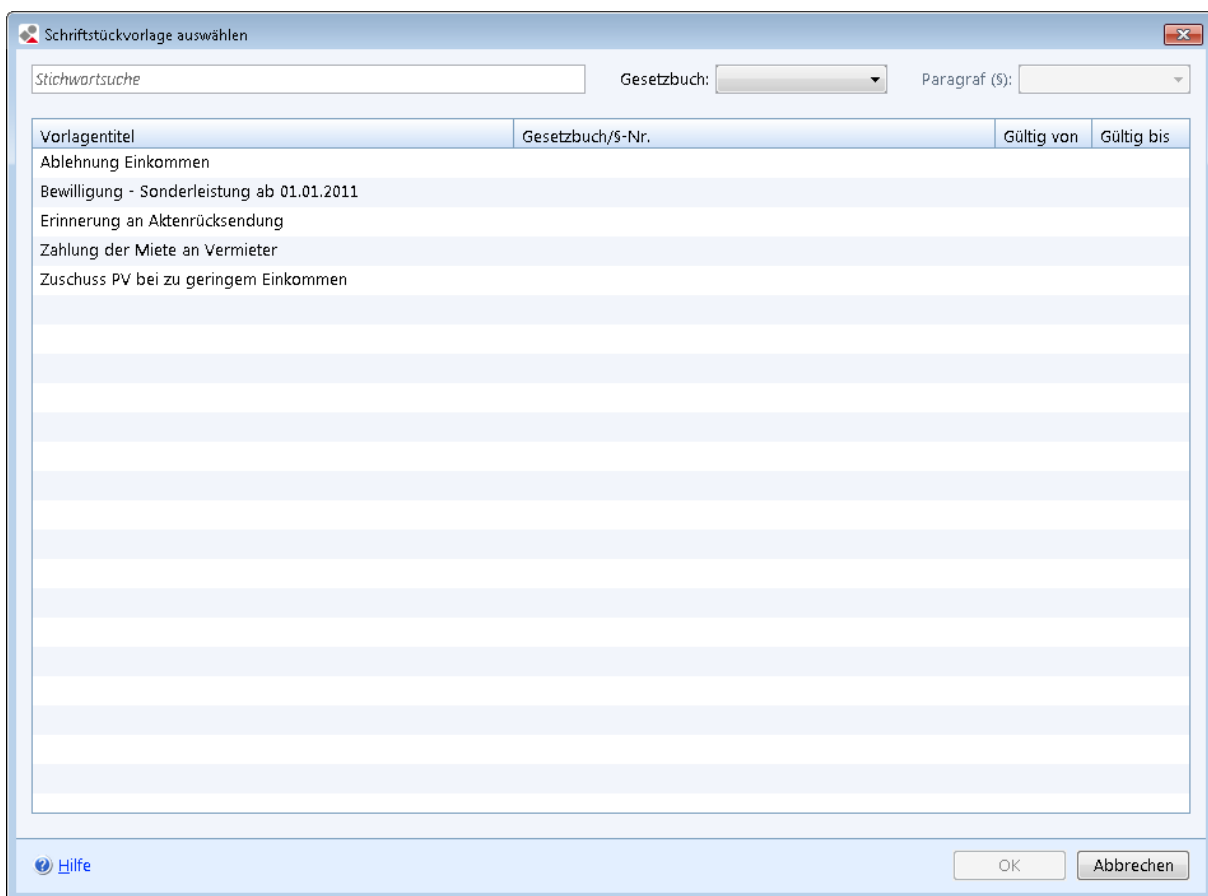 Schriftstückvorlage auswählen
Stichwortsuche Gesetzbuch: Paragraf (§):
Vorlagentitel Gesetzbuch/§-Nr. Gültig von Gültig bis
Ablehnung Einkommen
Bewilligung - Sonderleistung ab 01.01.2011
Erinnerung an Aktenrücksendung
Zahlung der Miete an Vermieter
Zuschuss PV bei zu geringem Einkommen
Hilfe OK Abbrechen